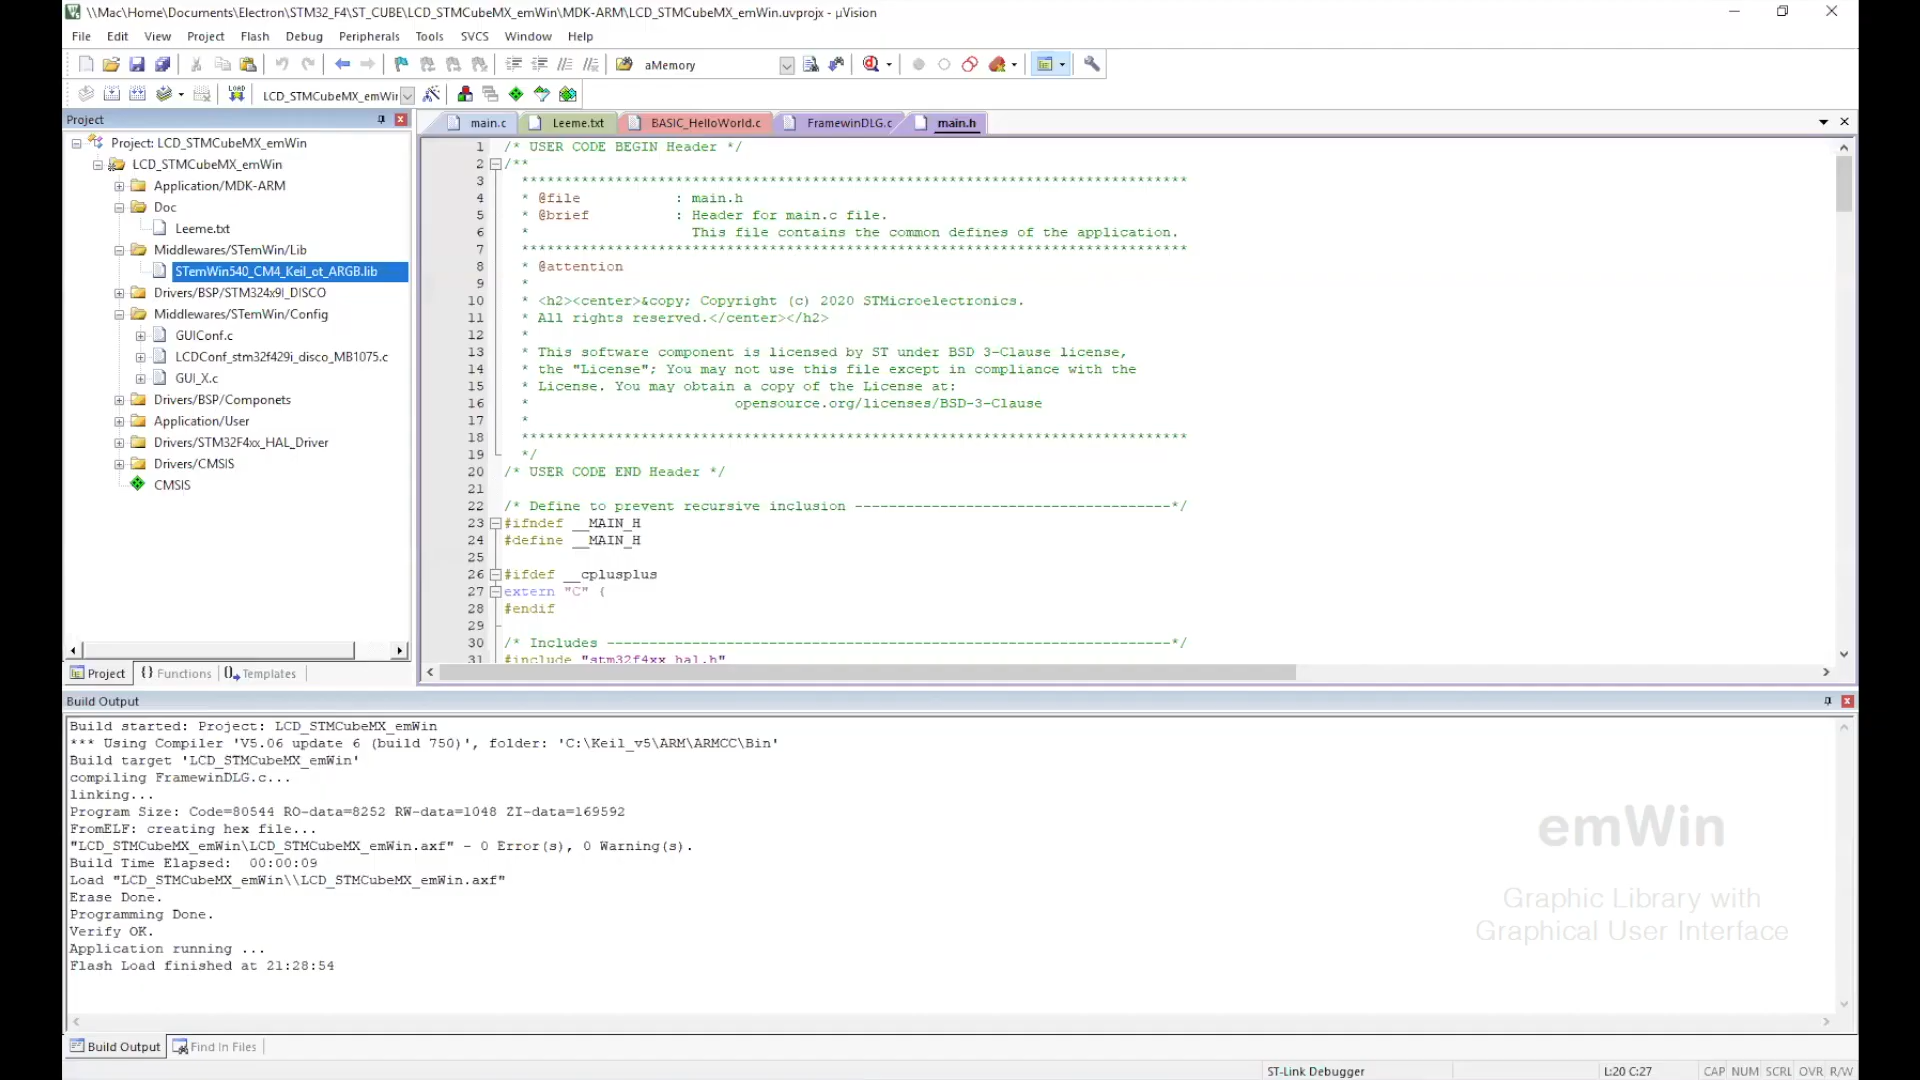 \\Mac\Home\Documents\Electron\STM32_F4\ST_CUBE\LCD_STMCubeMX_emWin\MDK-ARM\LCD_STMCubeMX_emWin.uvprojx - µVision
File Edit View Project Flash Debug Peripherals Tools SVCS Window Help
aMemory
LOAD LCD_STMCubeMX_emWir
Project
Project: LCD_STMCubeMX_emWin
LCD_STMCubeMX_emWin
Application/MDK-ARM
Doc
Leeme.txt
Middlewares/STemWin/Lib
STemWin540_CM4_Keil_ot_ARGB.lib
Drivers/BSP/STM324x9I_DISCO
Middlewares/STemWin/Config
GUIConf.c
LCDConf_stm32f429i_disco_MB1075.c
GUI_X.c
Drivers/BSP/Componets
Application/User
Drivers/STM32F4xx_HAL_Driver
Drivers/CMSIS
CMSIS
Project {} Functions Templates
main.c Leeme.txt BASIC_HelloWorld.c FramewinDLG.c main.h
1 /* USER CODE BEGIN Header */
2 /**
3 ******************************************************************************
4 * @file : main.h
5 * @brief : Header for main.c file.
6 * This file contains the common defines of the application.
7 ******************************************************************************
8 * @attention
9 *
10 * <h2><center>&copy; Copyright (c) 2020 STMicroelectronics.
11 * All rights reserved.</center></h2>
12 *
13 * This software component is licensed by ST under BSD 3-Clause license,
14 * the "License"; You may not use this file except in compliance with the
15 * License. You may obtain a copy of the License at:
16 * opensource.org/licenses/BSD-3-Clause
17 *
18 ******************************************************************************
19 */
20 /* USER CODE END Header */
21
22 /* Define to prevent recursive inclusion -------------------------------------*/
23 #ifndef __MAIN_H
24 #define __MAIN_H
25
26 #ifdef __cplusplus
27 extern "C" {
28 #endif
29
30 /* Includes ------------------------------------------------------------------*/
31 #include "stm32f4xx_hal.h"
Build Output
Build started: Project: LCD_STMCubeMX_emWin
*** Using Compiler 'V5.06 update 6 (build 750)', folder: 'C:\Keil_v5\ARM\ARMCC\Bin'
Build target 'LCD_STMCubeMX_emWin'
compiling FramewinDLG.c...
linking...
Program Size: Code=80544 RO-data=8252 RW-data=1048 ZI-data=169592
FromELF: creating hex file...
"LCD_STMCubeMX_emWin\LCD_STMCubeMX_emWin.axf" - 0 Error(s), 0 Warning(s).
Build Time Elapsed: 00:00:09
Load "LCD_STMCubeMX_emWin\\LCD_STMCubeMX_emWin.axf"
Erase Done.
Programming Done.
Verify OK.
Application running ...
Flash Load finished at 21:28:54
emWin
Graphic Library with
Graphical User Interface
Build Output Find In Files
ST-Link Debugger L:20 C:27 CAP NUM SCRL OVR R/W